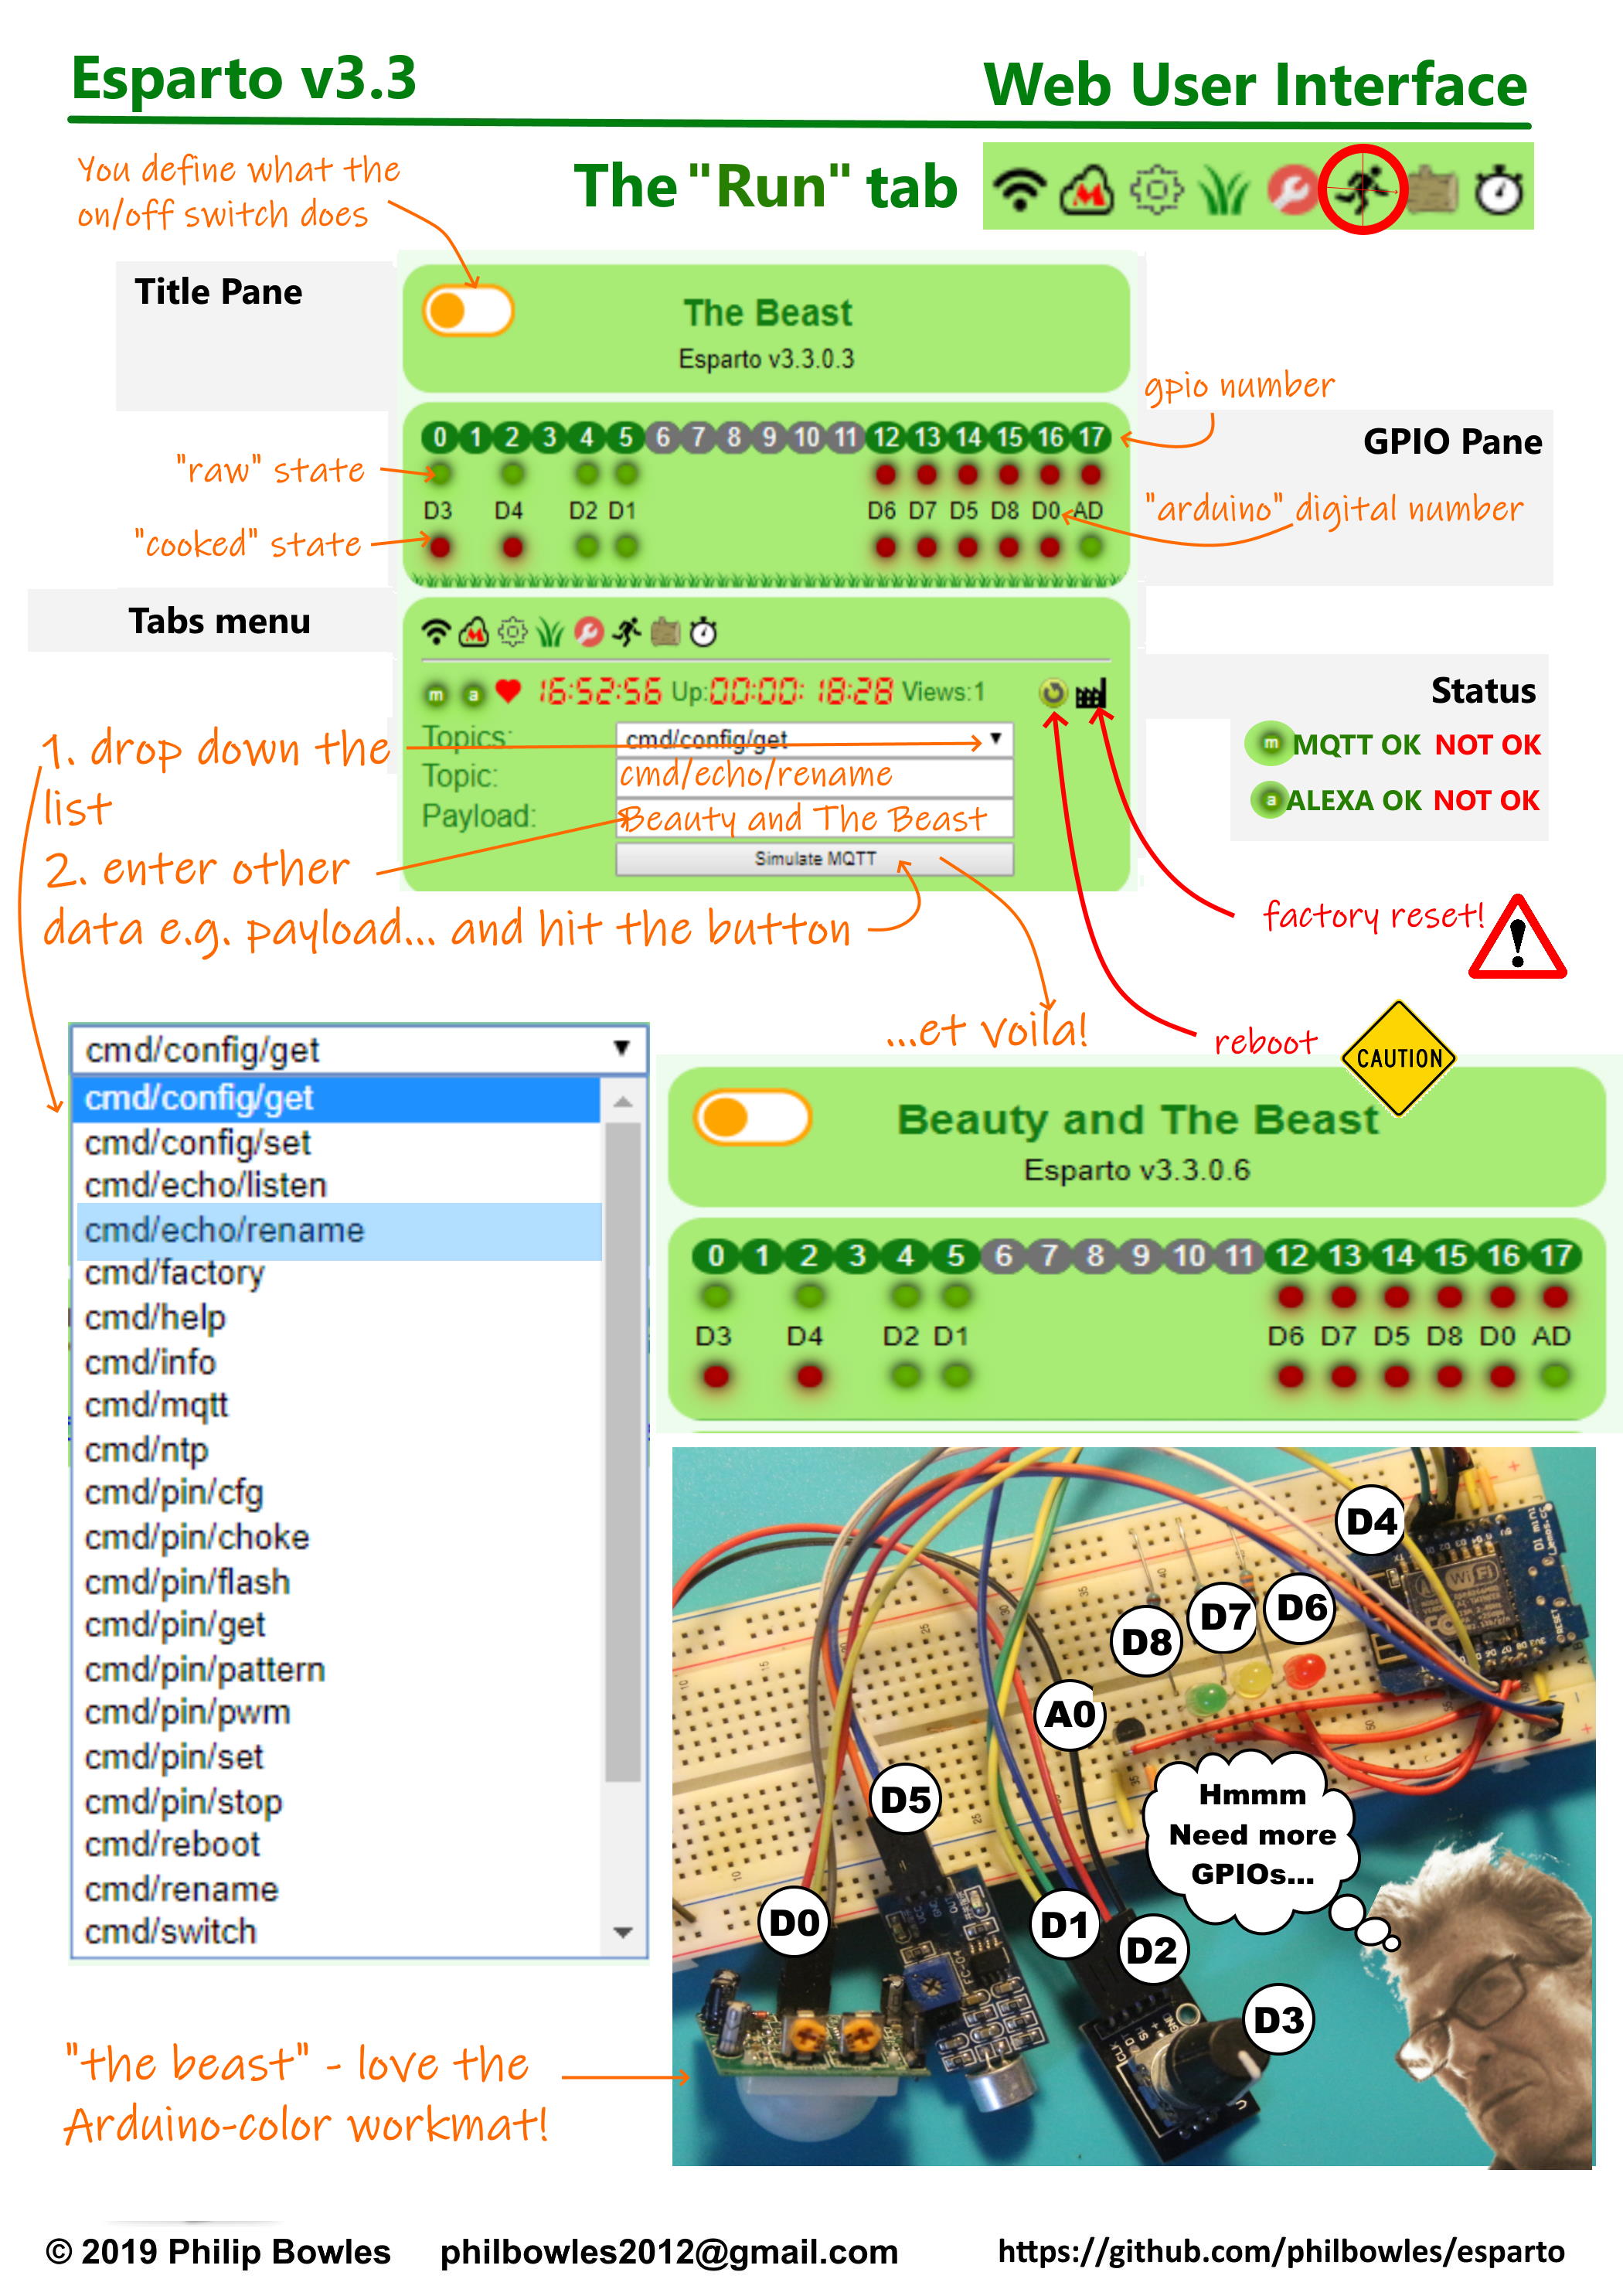 Esparto v3.3
Web User Interface
You define what the
on/off switch does
The "Run" tab
Title Pane
The Beast
Esparto v3.3.0.3
gpio number
0 1 2 3 4 5 6 7 8 9 10 11 12 13 14 15 16 17
GPIO Pane
"raw" state
D3 D4 D2 D1 D6 D7 D5 D8 D0 AD
"arduino" digital number
"cooked" state
Tabs menu
m a 16:52:56 Up:00:00:18:28 Views:1
Status
m MQTT OK NOT OK
a ALEXA OK NOT OK
1. drop down the
list
Topics: cmd/config/get
Topic: cmd/echo/rename
Payload: Beauty and The Beast
Simulate MQTT
2. enter other
data e.g. payload... and hit the button
factory reset!
!
...et voila!
reboot
CAUTION
cmd/config/get
cmd/config/get
cmd/config/set
cmd/echo/listen
cmd/echo/rename
cmd/factory
cmd/help
cmd/info
cmd/mqtt
cmd/ntp
cmd/pin/cfg
cmd/pin/choke
cmd/pin/flash
cmd/pin/get
cmd/pin/pattern
cmd/pin/pwm
cmd/pin/set
cmd/pin/stop
cmd/reboot
cmd/rename
cmd/switch
Beauty and The Beast
Esparto v3.3.0.6
0 1 2 3 4 5 6 7 8 9 10 11 12 13 14 15 16 17
D3 D4 D2 D1 D6 D7 D5 D8 D0 AD
D4
D6
D7
D8
A0
D5
Hmmm
Need more
GPIOs...
D0
D1
D2
D3
WiFi
FC-04
"the beast" - love the
Arduino-color workmat!
© 2019 Philip Bowles philbowles2012@gmail.com https://github.com/philbowles/esparto